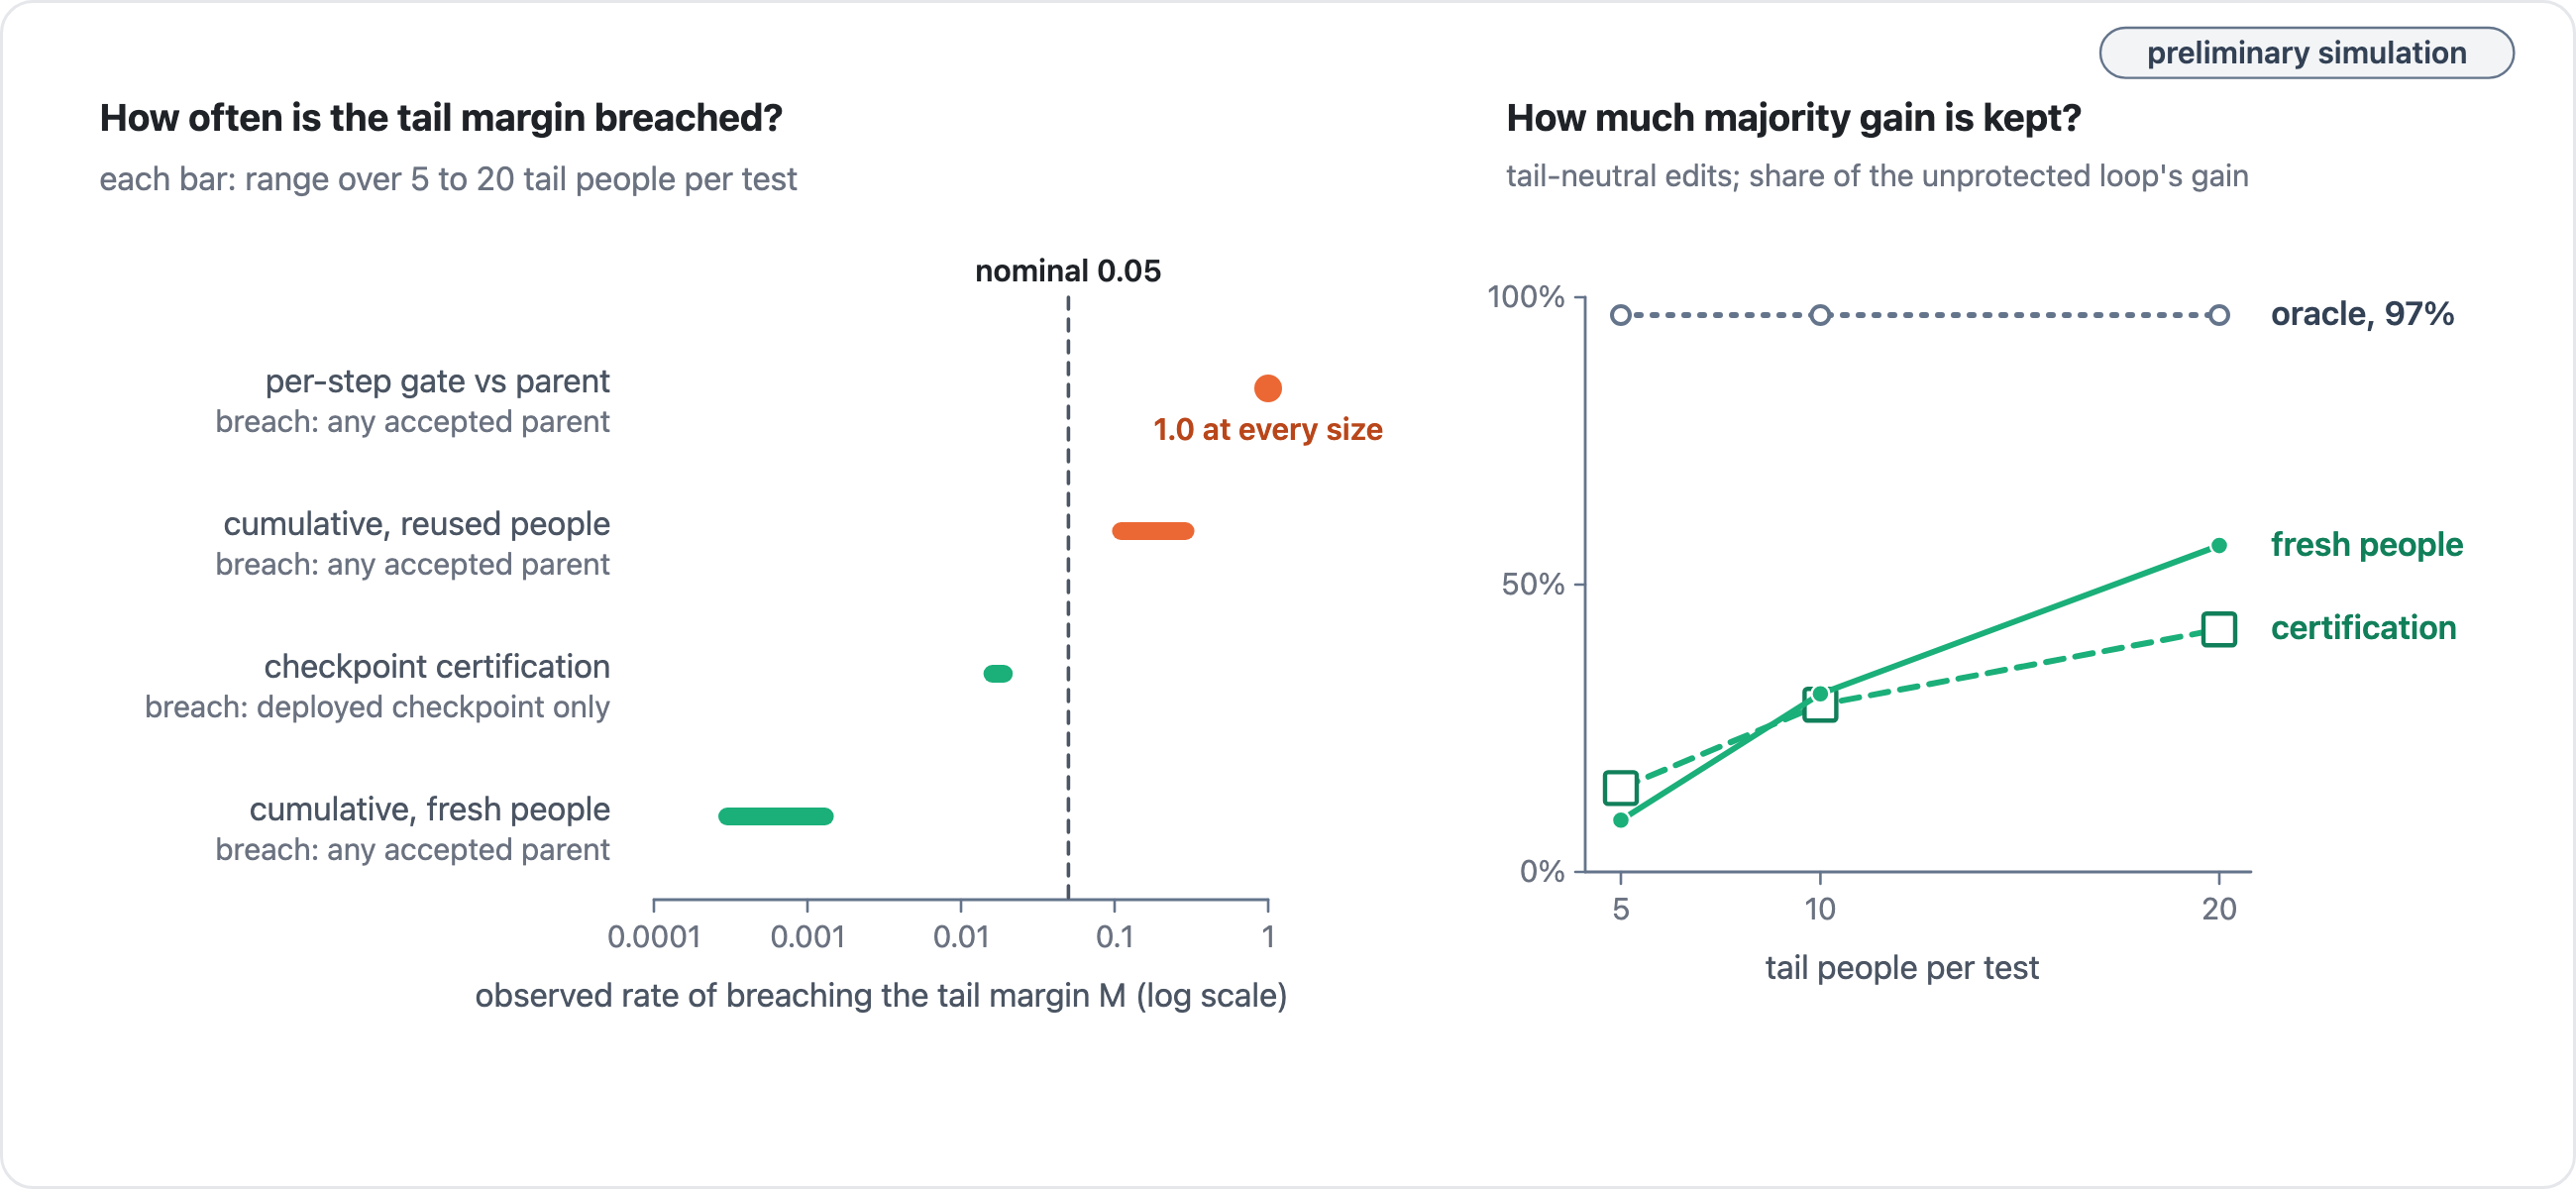 preliminary simulation
How often is the tail margin breached?
each bar: range over 5 to 20 tail people per test
nominal 0.05
per-step gate vs parent
breach: any accepted parent
1.0 at every size
cumulative, reused people
breach: any accepted parent
checkpoint certification
breach: deployed checkpoint only
cumulative, fresh people
breach: any accepted parent
0.0001 0.001 0.01 0.1 1
observed rate of breaching the tail margin M (log scale)
How much majority gain is kept?
tail-neutral edits; share of the unprotected loop's gain
100%
oracle, 97%
fresh people
50%
certification
0%
5 10 20
tail people per test